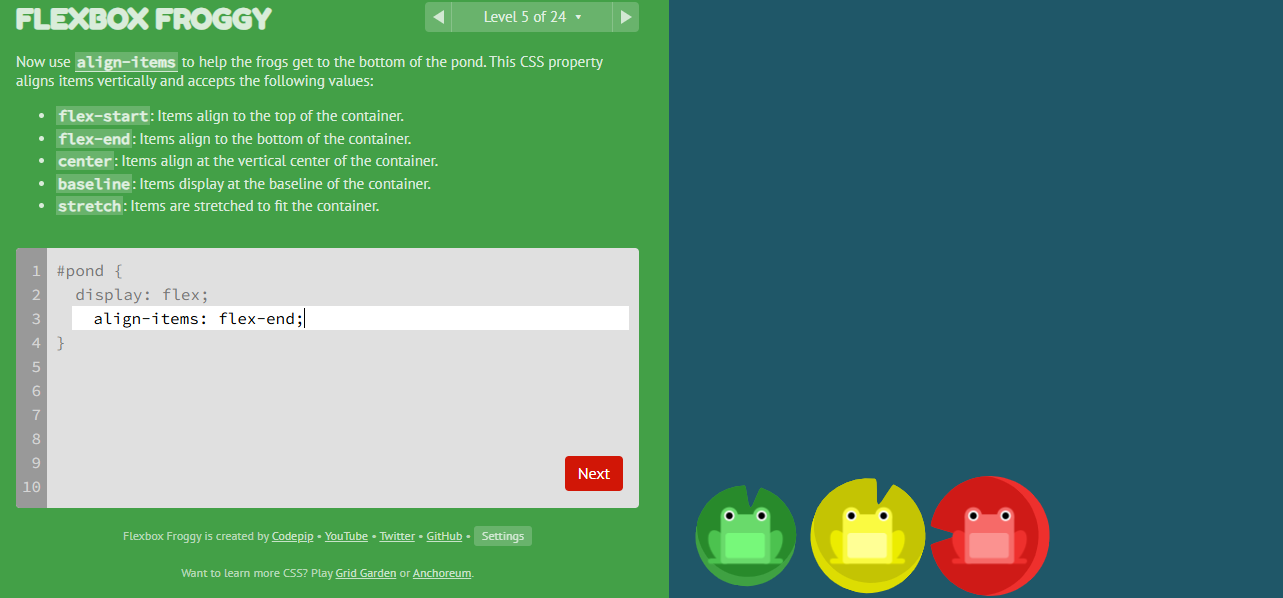 FLEXBOX FROGGY
Level 5 of 24
Now use align-items to help the frogs get to the bottom of the pond. This CSS property
aligns items vertically and accepts the following values:
• flex-start: Items align to the top of the container.
• flex-end: Items align to the bottom of the container.
• center: Items align at the vertical center of the container.
• baseline: Items display at the baseline of the container.
• stretch: Items are stretched to fit the container.
1 #pond {
2 display: flex;
3 align-items: flex-end;
4 }
5
6
7
8
9
10
Next
Flexbox Froggy is created by Codepip • YouTube • Twitter • GitHub • Settings
Want to learn more CSS? Play Grid Garden or Anchoreum.